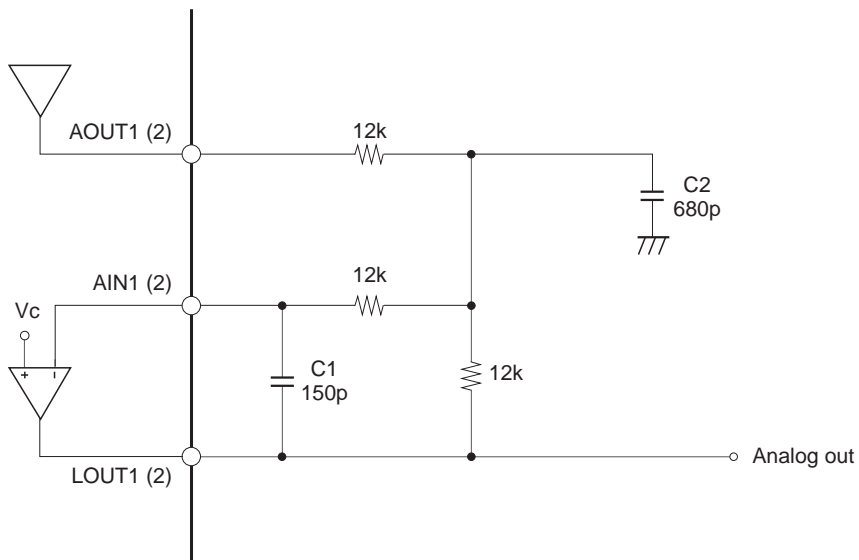 AOUT1 (2)
12k
C2
680p
AIN1 (2)
12k
Vc
+
–
C1
150p
12k
LOUT1 (2)
Analog out